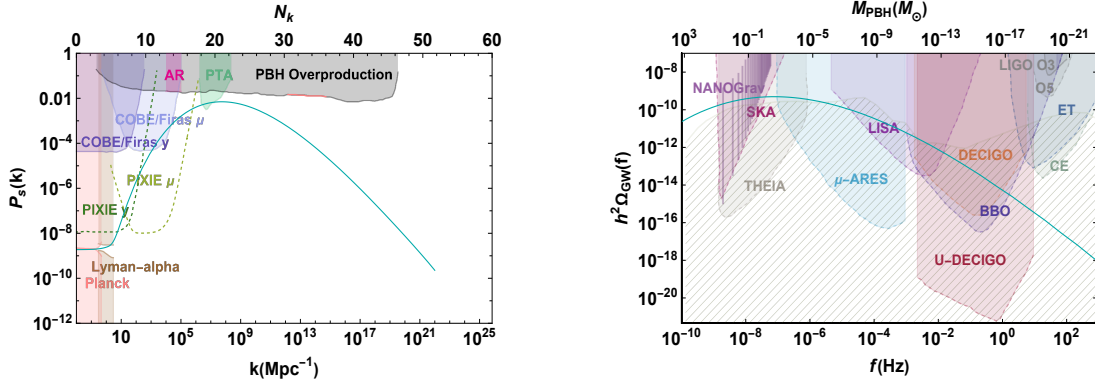 N_k
0 10 20 30 40 50 60
1
0.01
10^-4
10^-6
10^-8
10^-10
10^-12
P_s(k)
AR
PTA
PBH Overproduction
COBE/Firas μ
COBE/Firas y
PIXIE μ
PIXIE y
Lyman-alpha
Planck
10 10^5 10^9 10^13 10^17 10^21 10^25
k(Mpc^-1)
M_PBH(M_⊙)
10^3 10^-1 10^-5 10^-9 10^-13 10^-17 10^-21
10^-8
10^-10
10^-12
10^-14
10^-16
10^-18
10^-20
h^2Ω_GW(f)
NANOGrav
SKA
LISA
LIGO O3
O5
ET
DECIGO
CE
THEIA
μ-ARES
BBO
U-DECIGO
10^-10 10^-8 10^-6 10^-4 10^-2 10^0 10^2
f(Hz)